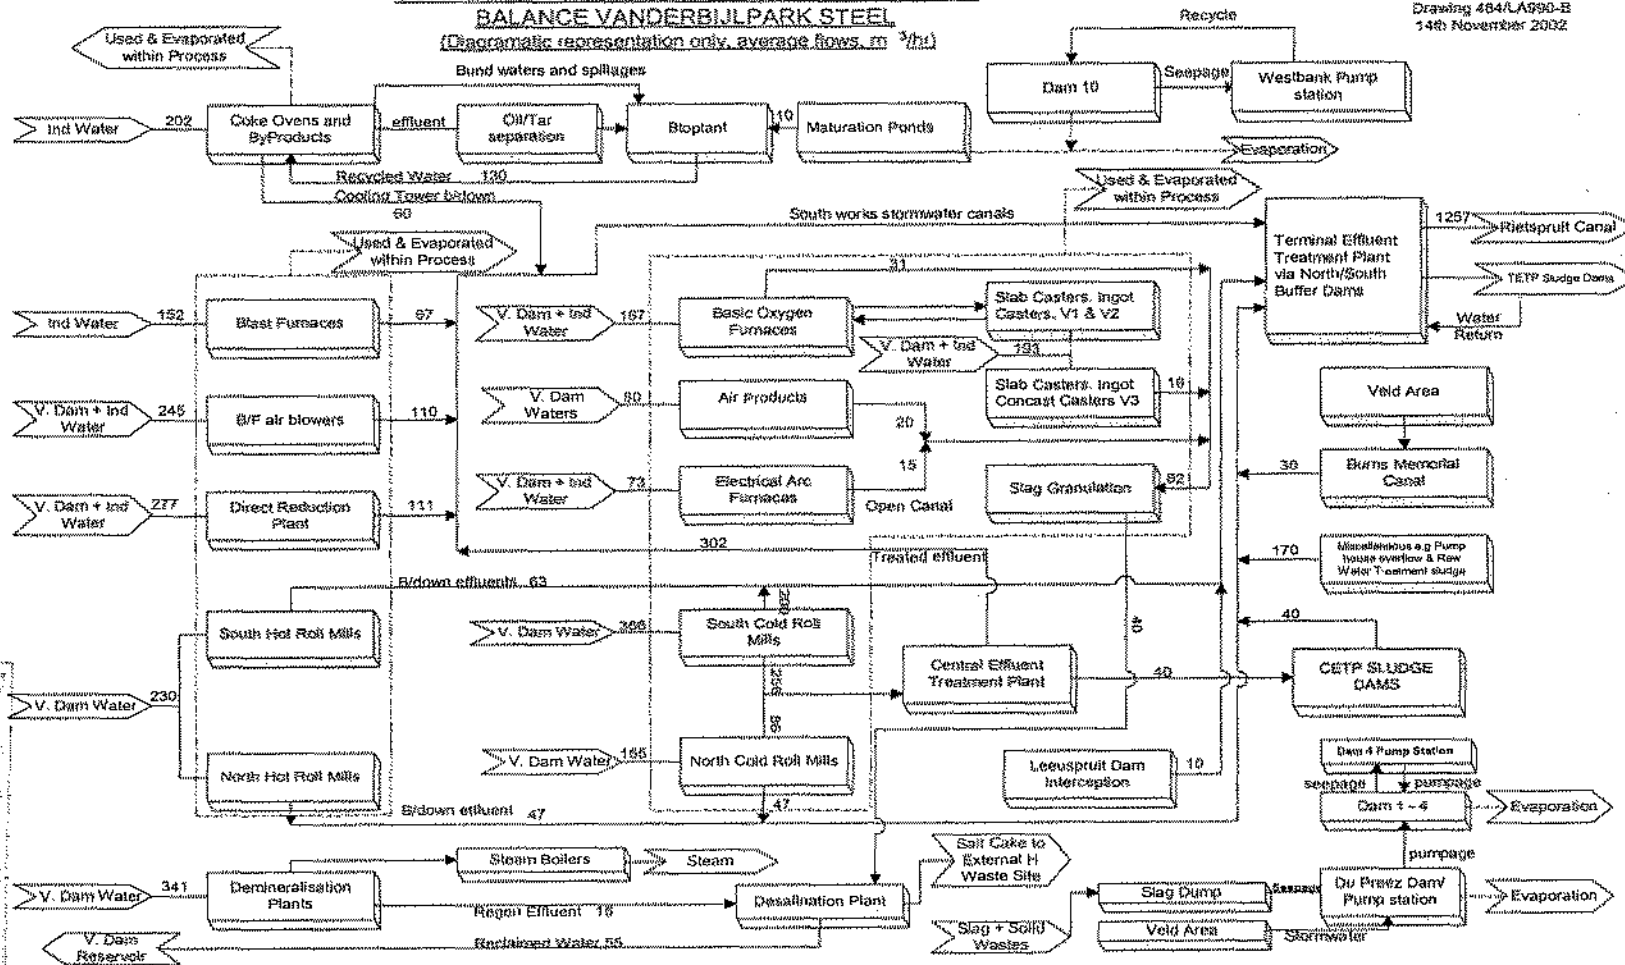 BALANCE VANDERBIJLPARK STEEL
(Diagramatic representation only, average flows, m ³/hr)
Drawing 464/LA990-B
14th November 2002
Used & Evaporated
within Process
Bund waters and spillages
Recycle
Ind Water
202
Coke Ovens and
ByProducts
effluent
Oil/Tar
separation
Bioplant
10
Maturation Ponds
Dam 10
Seepage
Westbank Pump
station
Evaporation
Recycled Water 130
Cooling Tower b/down
60
Used & Evaporated
within Process
South works stormwater canals
Used & Evaporated
within Process
Terminal Effluent
Treatment Plant
via North/South
Buffer Dams
1257
Rietspruit Canal
TETP Sludge Dams
Water
Return
Ind Water
152
Blast Furnaces
67
V. Dam + Ind
Water
167
Basic Oxygen
Furnaces
31
Slab Casters. Ingot
Casters. V1 & V2
V. Dam + Ind
Water
193
V. Dam + Ind
Water
245
B/F air blowers
110
V. Dam
Waters
Air Products
20
Slab Casters. Ingot
Concast Casters V3
16
Veld Area
V. Dam + Ind
Water
277
Direct Reduction
Plant
111
V. Dam + Ind
Water
73
Electrical Arc
Furnaces
15
Open Canal
Slag Granulation
30
Burns Memorial
Canal
302
Treated effluent
170
Miscellaneous e.g Pump
house overflow & Raw
Water Treatment sludge
B/down effluents 63
South Hot Roll Mills
V. Dam Water
South Cold Roll
Mills
256
40
Central Effluent
Treatment Plant
40
40
CETP SLUDGE
DAMS
V. Dam Water
230
North Hot Roll Mills
V. Dam Water
North Cold Roll Mills
47
Leeuspruit Dam
Interception
10
Dam 4 Pump Station
seepage
pumpage
Dam 1 - 4
Evaporation
B/down effluent 47
pumpage
V. Dam Water
341
Demineralisation
Plants
Steam Boilers
Steam
Regen Effluent 15
Desalination Plant
Salt Cake to
External H
Waste Site
Slag + Solid
Wastes
Slag Dump
Seepage
Veld Area
Stormwater
Du Preez Dam/
Pump station
Evaporation
V. Dam
Reservoir
Reclaimed Water 55